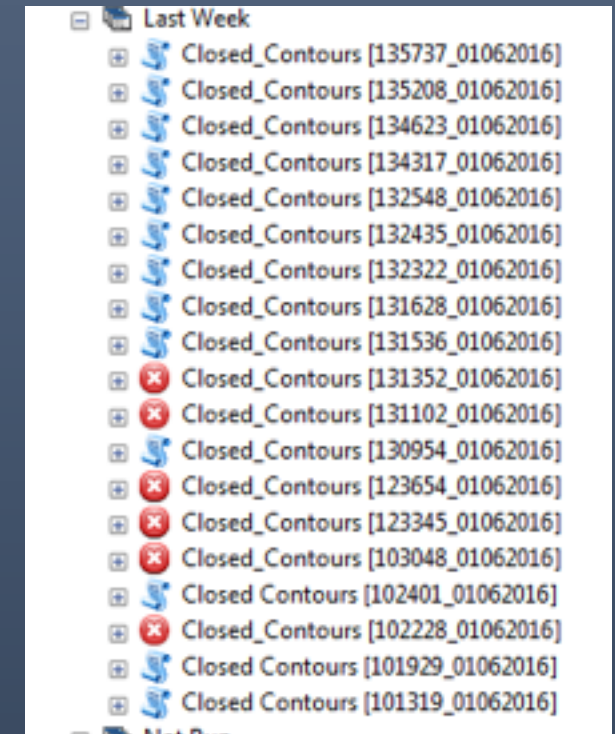 Last Week
Closed_Contours [135737_01062016]
Closed_Contours [135208_01062016]
Closed_Contours [134623_01062016]
Closed_Contours [134317_01062016]
Closed_Contours [132548_01062016]
Closed_Contours [132435_01062016]
Closed_Contours [132322_01062016]
Closed_Contours [131628_01062016]
Closed_Contours [131536_01062016]
Closed_Contours [131352_01062016]
Closed_Contours [131102_01062016]
Closed_Contours [130954_01062016]
Closed_Contours [123654_01062016]
Closed_Contours [123345_01062016]
Closed_Contours [103048_01062016]
Closed Contours [102401_01062016]
Closed_Contours [102228_01062016]
Closed Contours [101929_01062016]
Closed Contours [101319_01062016]